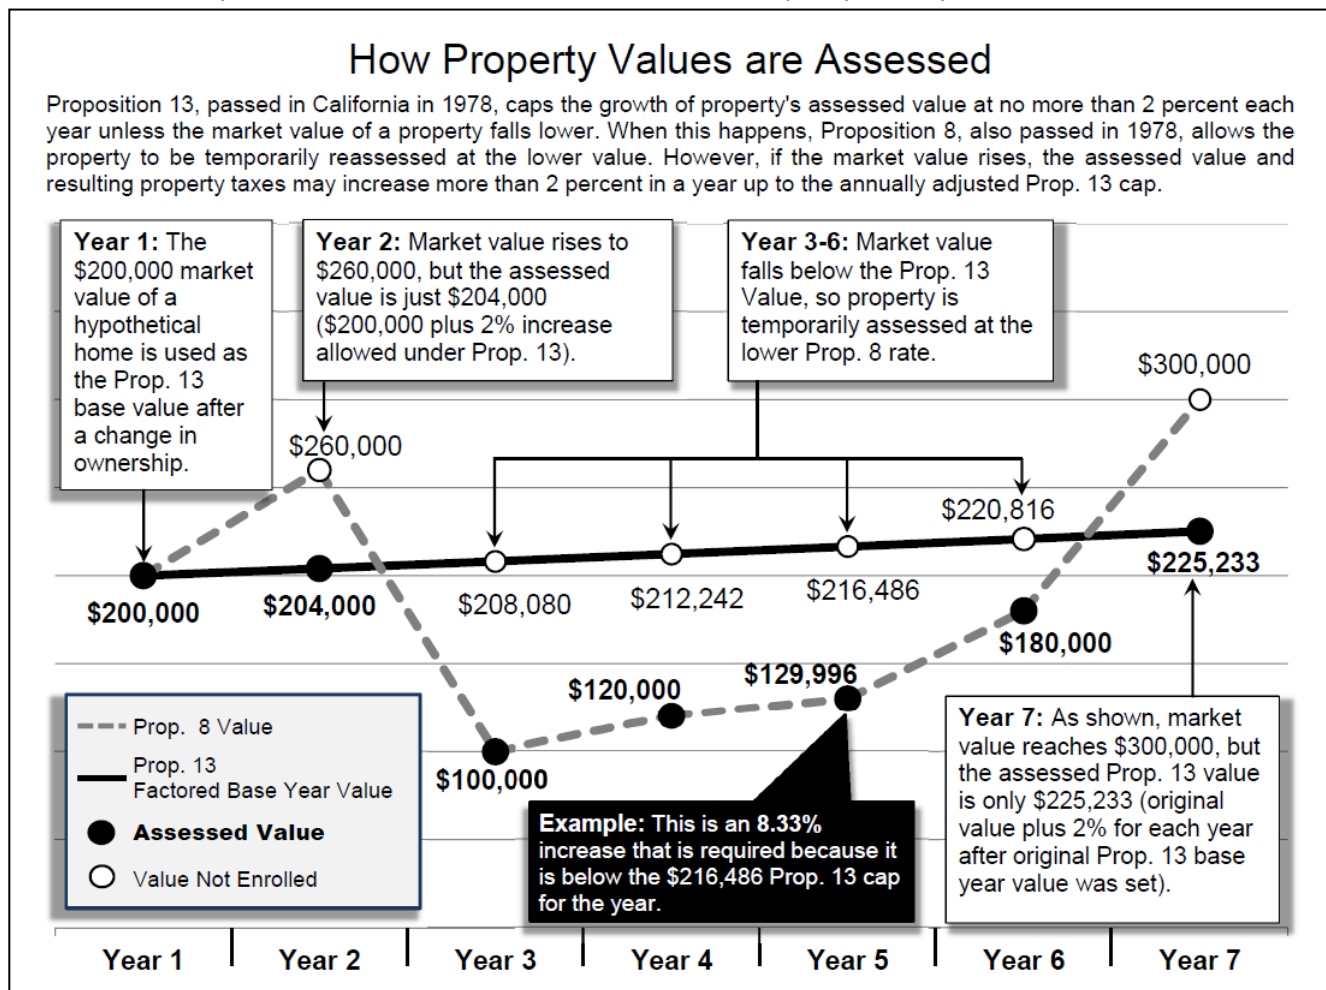 How Property Values are Assessed
Proposition 13, passed in California in 1978, caps the growth of property's assessed value at no more than 2 percent each
year unless the market value of a property falls lower. When this happens, Proposition 8, also passed in 1978, allows the
property to be temporarily reassessed at the lower value. However, if the market value rises, the assessed value and
resulting property taxes may increase more than 2 percent in a year up to the annually adjusted Prop. 13 cap.
Year 1: The
$200,000 market
value of a
hypothetical
home is used as
the Prop. 13
base value after
a change in
ownership.
Year 2: Market value rises to
$260,000, but the assessed
value is just $204,000
($200,000 plus 2% increase
allowed under Prop. 13).
Year 3-6: Market value
falls below the Prop. 13
Value, so property is
temporarily assessed at the
lower Prop. 8 rate.
$300,000
$260,000
$220,816
$200,000
$204,000
$208,080
$212,242
$216,486
$225,233
$180,000
$129,996
$120,000
$100,000
Prop. 8 Value
Prop. 13
Factored Base Year Value
Assessed Value
Value Not Enrolled
Example: This is an 8.33%
increase that is required because it
is below the $216,486 Prop. 13 cap
for the year.
Year 7: As shown, market
value reaches $300,000, but
the assessed Prop. 13 value
is only $225,233 (original
value plus 2% for each year
after original Prop. 13 base
year value was set).
Year 1
Year 2
Year 3
Year 4
Year 5
Year 6
Year 7